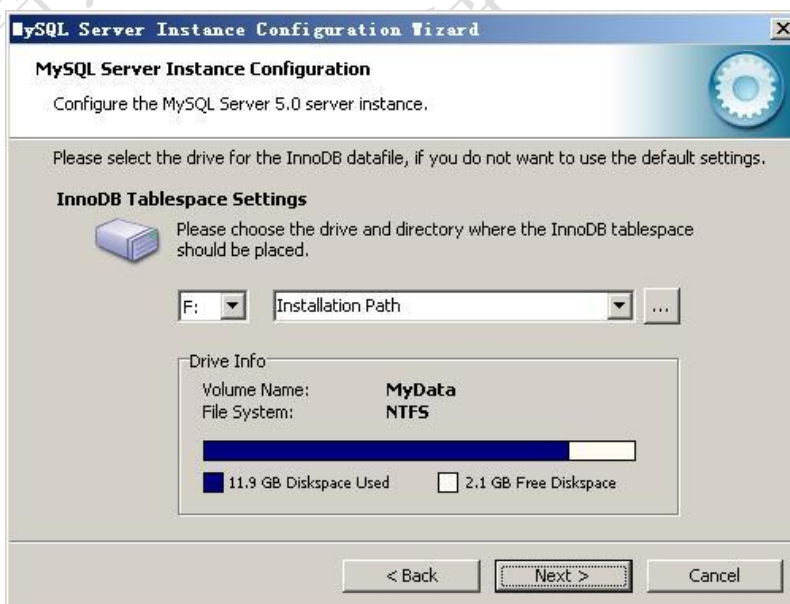 MySQL Server Instance Configuration Wizard
MySQL Server Instance Configuration
Configure the MySQL Server 5.0 server instance.
Please select the drive for the InnoDB datafile, if you do not want to use the default settings.
InnoDB Tablespace Settings
Please choose the drive and directory where the InnoDB tablespace
should be placed.
F: Installation Path ...
Drive Info
Volume Name: MyData
File System: NTFS
11.9 GB Diskspace Used 2.1 GB Free Diskspace
< Back Next > Cancel